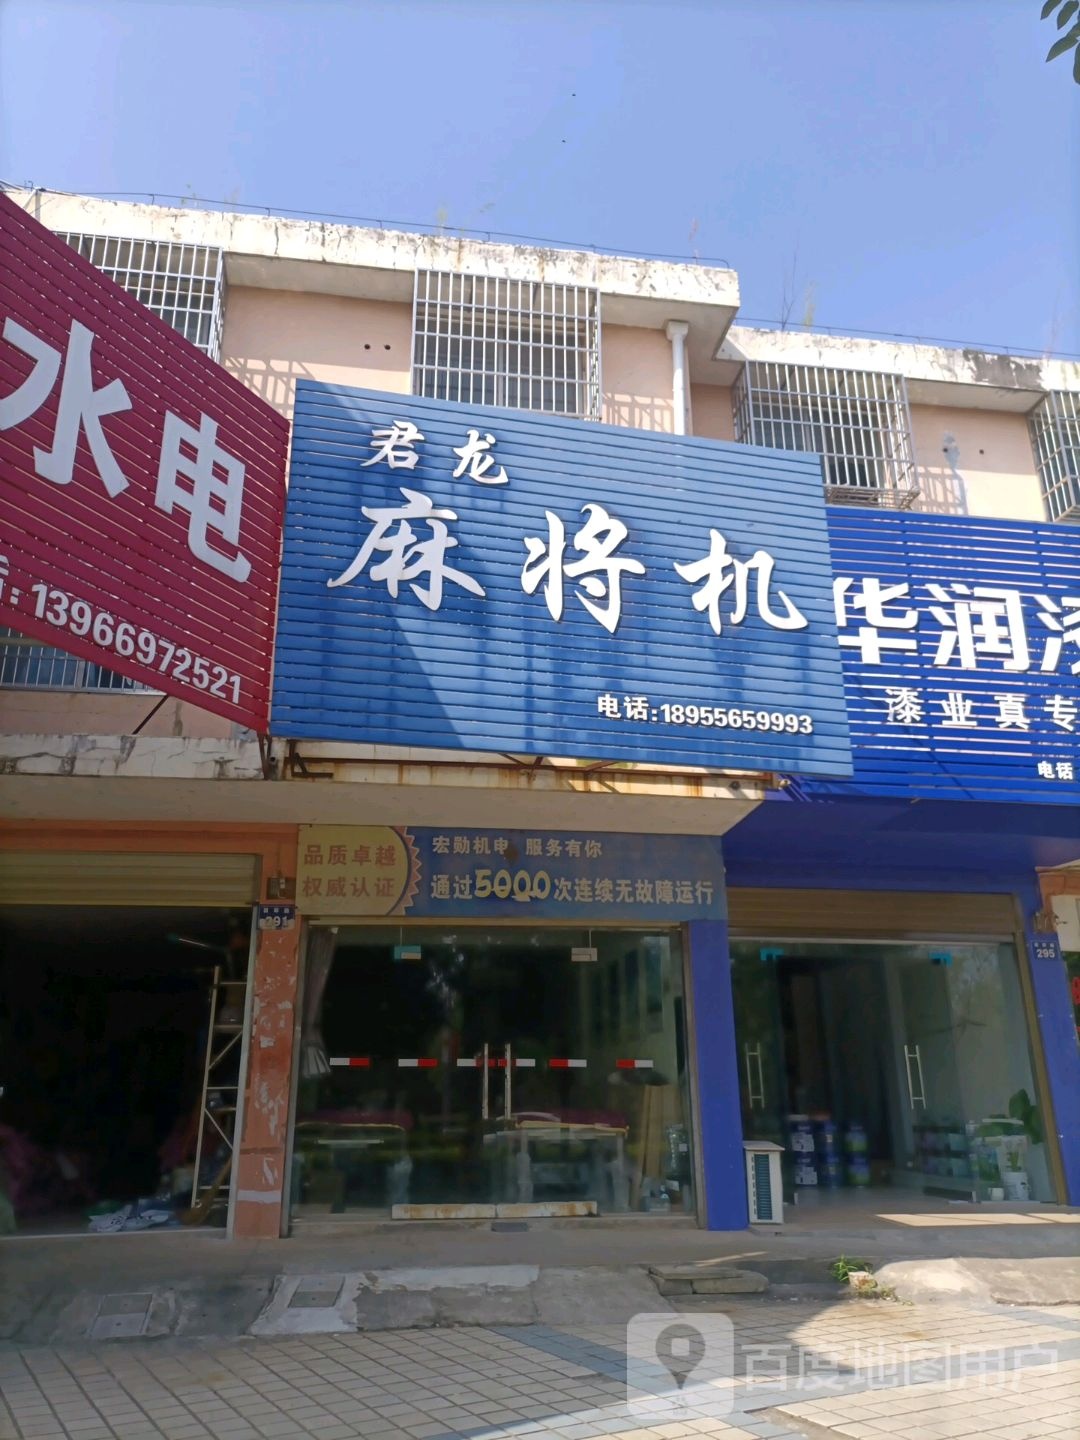 水电
: 13966972521
君龙
麻将机
电话:18955659993
华润漆
漆业真专
电话
品质卓越
权威认证
宏勋机电 服务有你
通过5000次连续无故障运行
291
295
百度地图用户